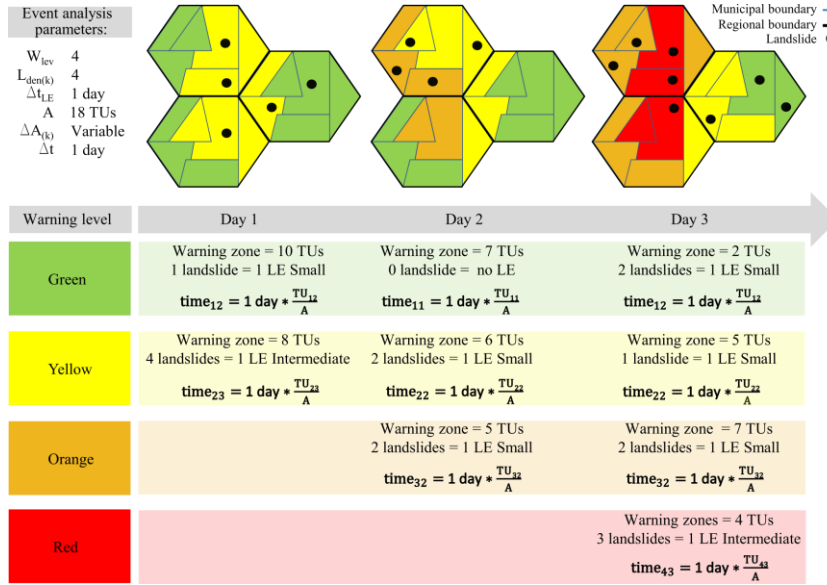 Event analysis
parameters:
W_lev 4
L_den(k) 4
Δt_LE 1 day
A 18 TUs
ΔA_(k) Variable
Δt 1 day
Municipal boundary
Regional boundary
Landslide
Warning level Day 1 Day 2 Day 3
Green
Warning zone = 10 TUs
1 landslide = 1 LE Small
time₁₂ = 1 day * TU₁₂/A
Warning zone = 7 TUs
0 landslide = no LE
time₁₁ = 1 day * TU₁₁/A
Warning zone = 2 TUs
2 landslides = 1 LE Small
time₁₂ = 1 day * TU₁₂/A
Yellow
Warning zone = 8 TUs
4 landslides = 1 LE Intermediate
time₂₃ = 1 day * TU₂₃/A
Warning zone = 6 TUs
2 landslides = 1 LE Small
time₂₂ = 1 day * TU₂₂/A
Warning zone = 5 TUs
1 landslide = 1 LE Small
time₂₂ = 1 day * TU₂₂/A
Orange
Warning zone = 5 TUs
2 landslides = 1 LE Small
time₃₂ = 1 day * TU₃₂/A
Warning zone = 7 TUs
2 landslides = 1 LE Small
time₃₂ = 1 day * TU₃₂/A
Red
Warning zones = 4 TUs
3 landslides = 1 LE Intermediate
time₄₃ = 1 day * TU₄₃/A